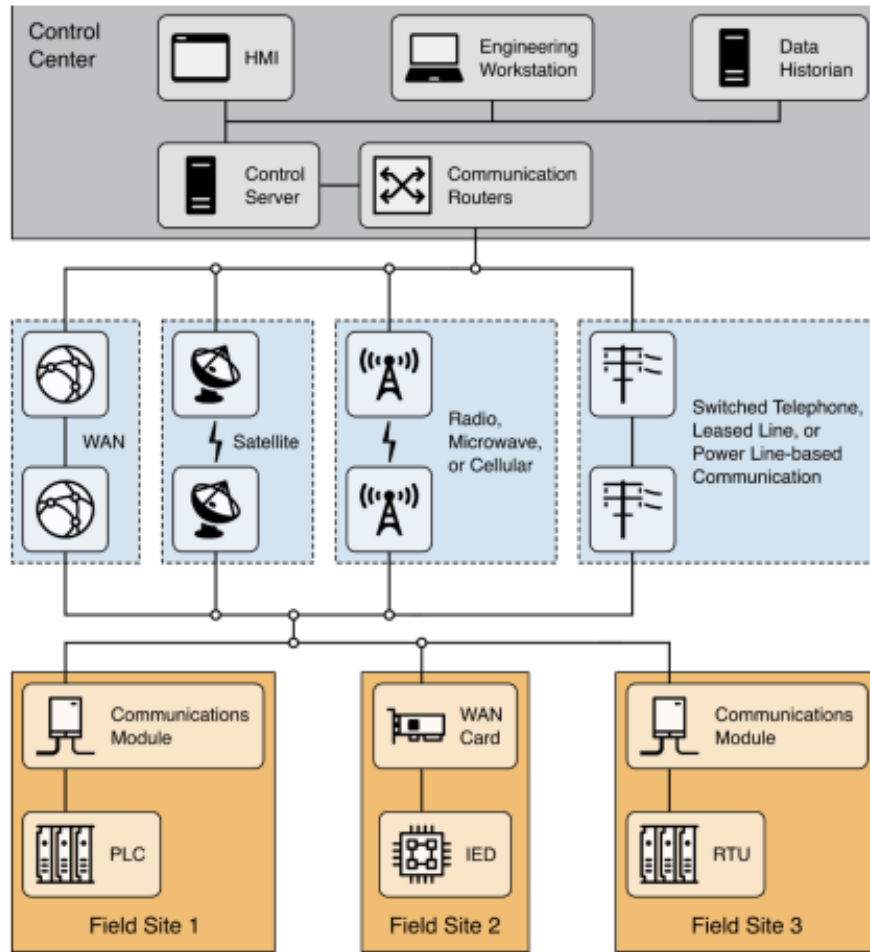 Control
Center
HMI
Engineering
Workstation
Data
Historian
Control
Server
Communication
Routers
WAN
Satellite
Radio,
Microwave,
or Cellular
Switched Telephone,
Leased Line, or
Power Line-based
Communication
Communications
Module
WAN
Card
Communications
Module
PLC
IED
RTU
Field Site 1
Field Site 2
Field Site 3